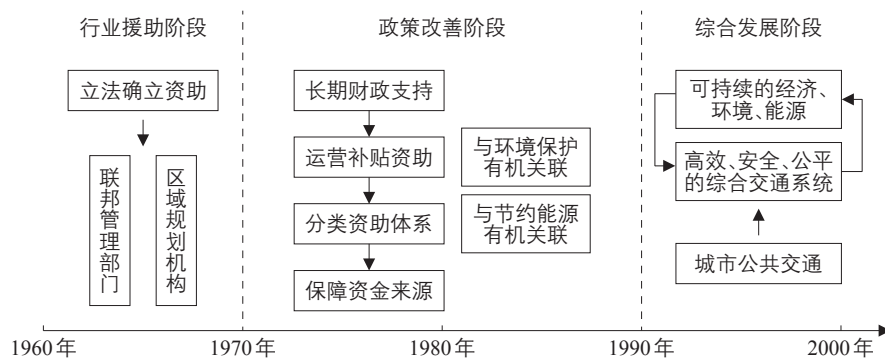 行业援助阶段
政策改善阶段
综合发展阶段
立法确立资助
联邦管理部门
区域规划机构
长期财政支持
运营补贴资助
分类资助体系
保障资金来源
与环境保护
有机关联
与节约能源
有机关联
可持续的经济、
环境、能源
高效、安全、公平
的综合交通系统
城市公共交通
1960年
1970年
1980年
1990年
2000年